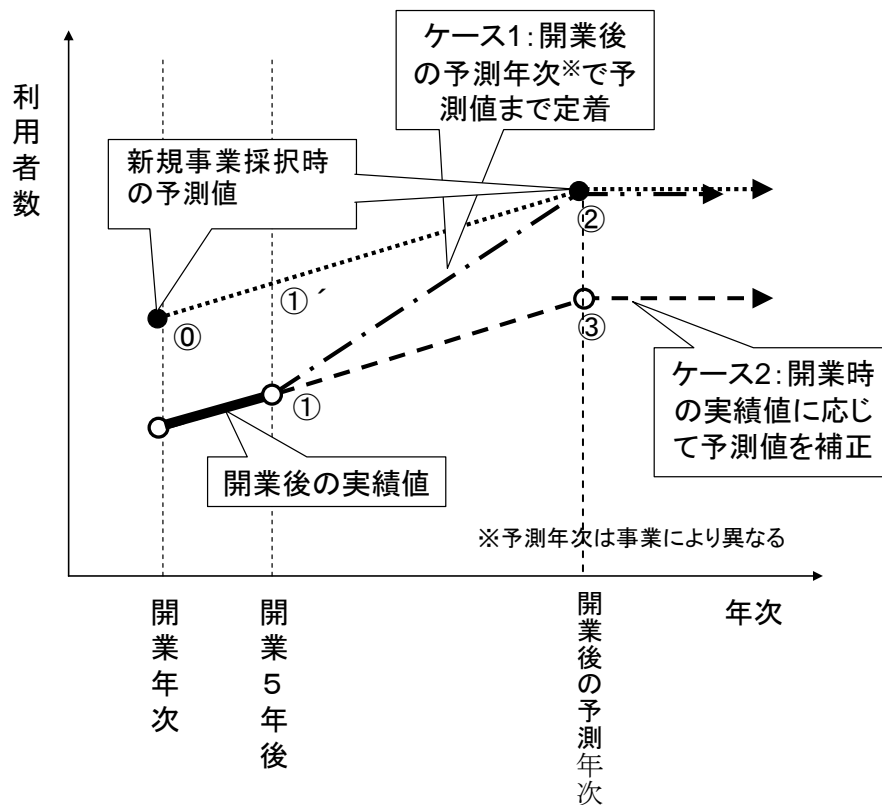 ケース1：開業後
の予測年次※で予
測値まで定着
利用者数
新規事業採択時
の予測値
②
①´
⓪
③
①
ケース2：開業時
の実績値に応じ
て予測値を補正
開業後の実績値
※予測年次は事業により異なる
開業年次
開業５年後
開業後の予測年次
年次